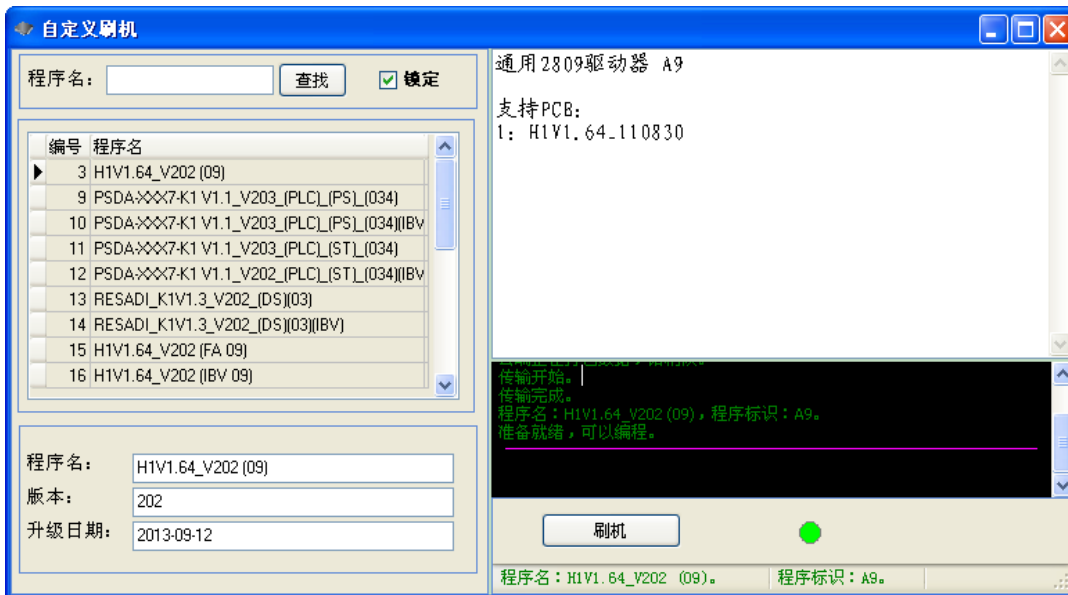 自定义刷机
程序名：
查找
锁定
编号 程序名
3 H1V1.64_V202 (09)
9 PSDA-XXX7-K1 V1.1_V203_(PLC)_(PS)_(034)
10 PSDA-XXX7-K1 V1.1_V203_(PLC)_(PS)_(034)(IBV
11 PSDA-XXX7-K1 V1.1_V203_(PLC)_(ST)_(034)
12 PSDA-XXX7-K1 V1.1_V202_(PLC)_(ST)_(034)(IBV
13 RESADI_K1V1.3_V202_(DS)(03)
14 RESADI_K1V1.3_V202_(DS)(03)(IBV)
15 H1V1.64_V202 (FA 09)
16 H1V1.64_V202 (IBV 09)
程序名： H1V1.64_V202 (09)
版本： 202
升级日期： 2013-09-12
通用2809驱动器 A9
支持PCB：
1: H1V1.64_110830
传输开始。
传输完成。
程序名：H1V1.64_V202 (09)，程序标识：A9。
准备就绪，可以编程。
刷机
程序名：H1V1.64_V202 (09)。 程序标识：A9。